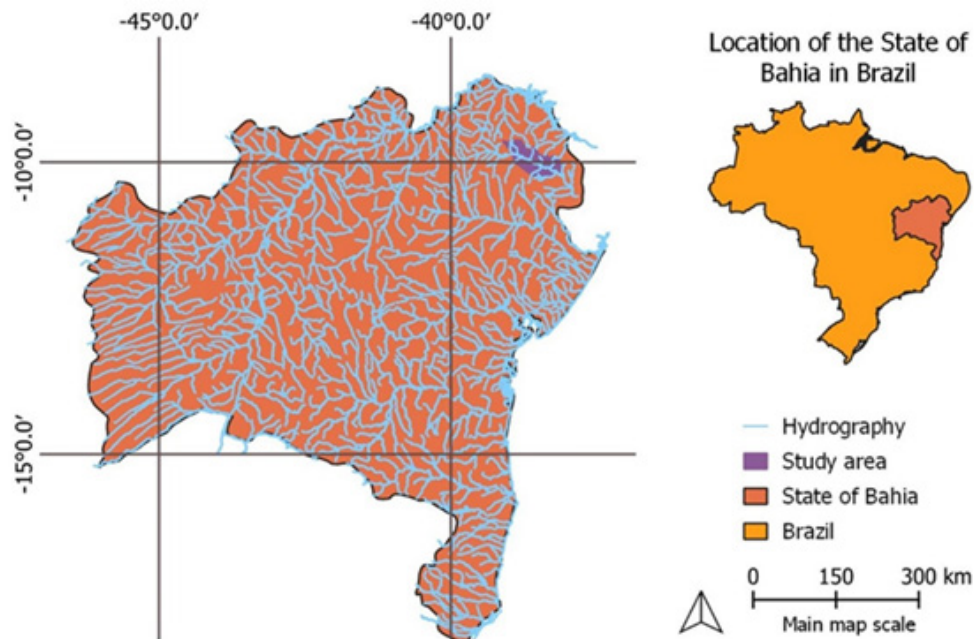 -45°0.0′
-40°0.0′
-10°0.0′
-15°0.0′
Location of the State of
Bahia in Brazil
Hydrography
Study area
State of Bahia
Brazil
0 150 300 km
Main map scale